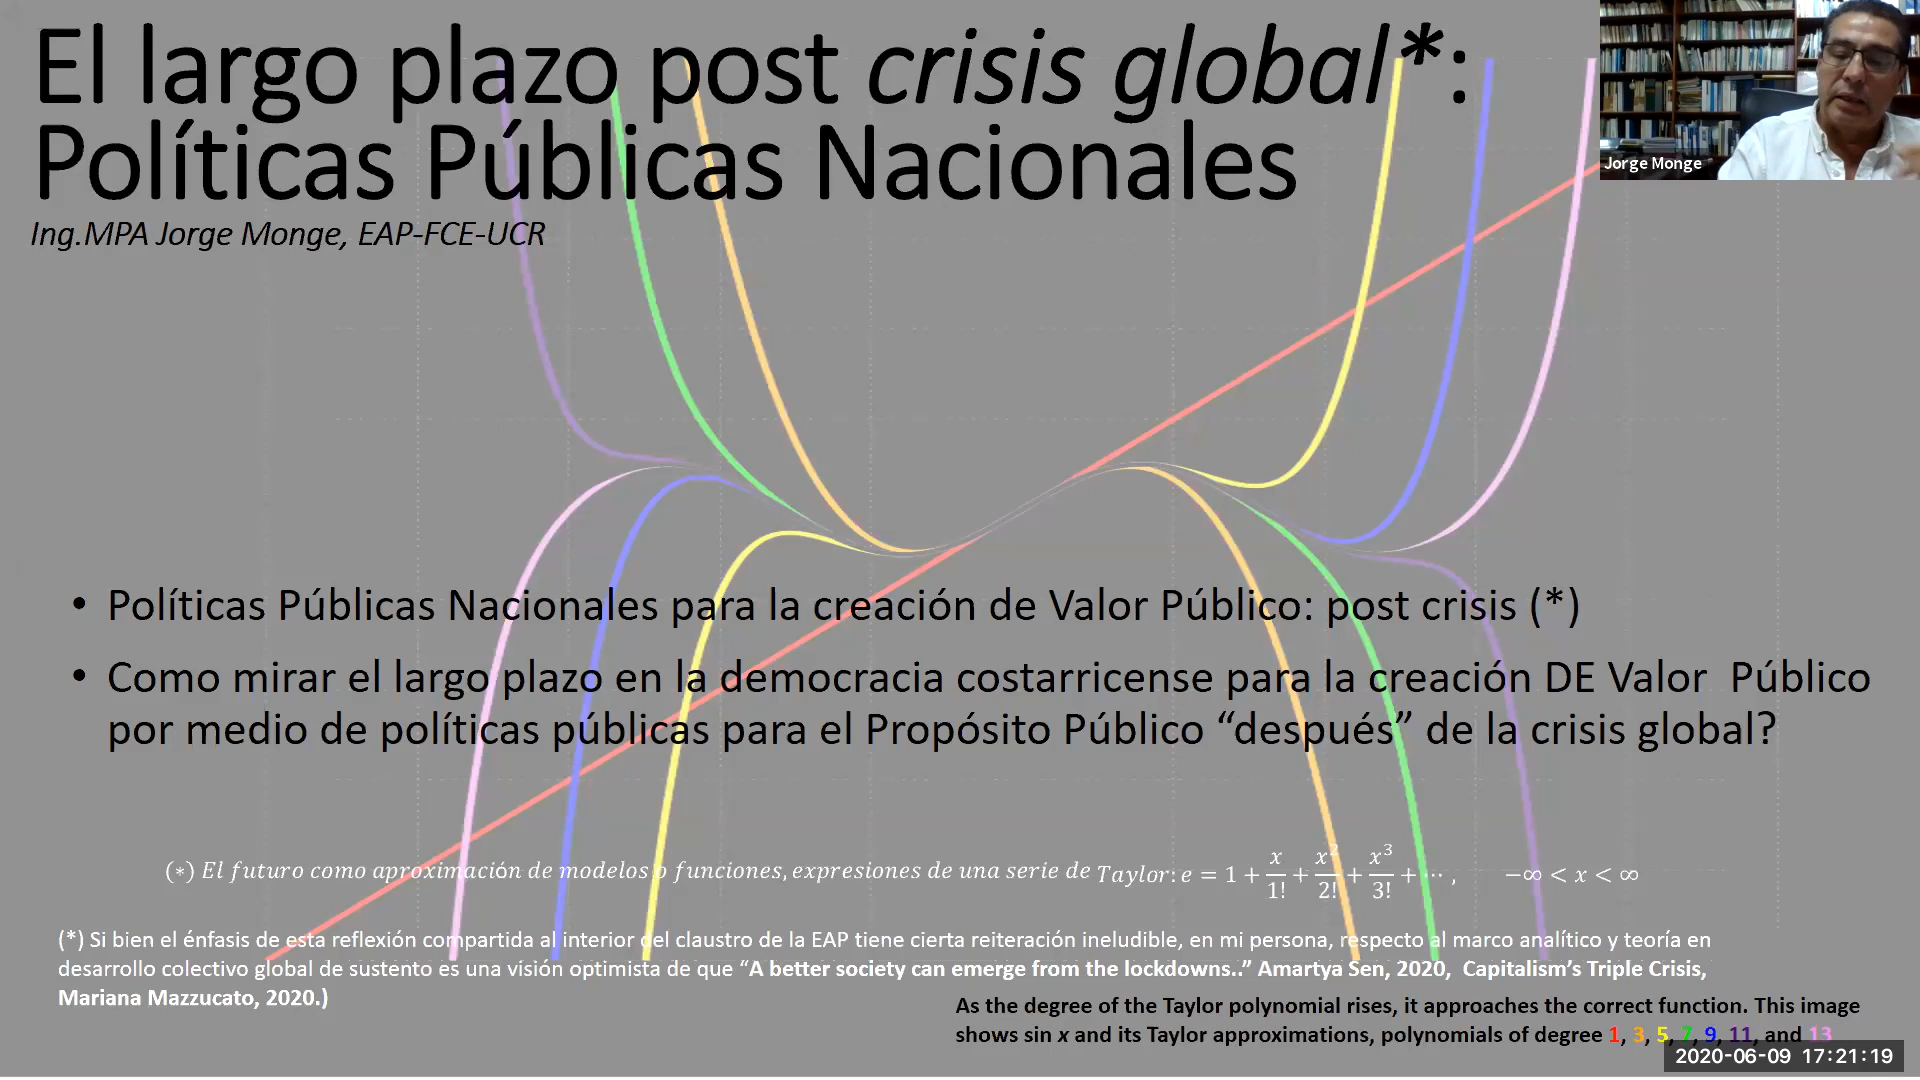 El largo plazo post crisis global*:
Políticas Públicas Nacionales
Ing.MPA Jorge Monge, EAP-FCE-UCR
Jorge Monge
• Políticas Públicas Nacionales para la creación de Valor Público: post crisis (*)
• Como mirar el largo plazo en la democracia costarricense para la creación DE Valor Público
por medio de políticas públicas para el Propósito Público “después” de la crisis global?
(*) El futuro como aproximación de modelos o funciones, expresiones de una serie de Taylor: e = 1 + x/1! + x²/2! + x³/3! + ⋯ , −∞ < x < ∞
(*) Si bien el énfasis de esta reflexión compartida al interior del claustro de la EAP tiene cierta reiteración ineludible, en mi persona, respecto al marco analítico y teoría en
desarrollo colectivo global de sustento es una visión optimista de que “A better society can emerge from the lockdowns..” Amartya Sen, 2020, Capitalism’s Triple Crisis,
Mariana Mazzucato, 2020.)
As the degree of the Taylor polynomial rises, it approaches the correct function. This image
shows sin x and its Taylor approximations, polynomials of degree 1, 3, 5, 7, 9, 11, and 13
2020-06-09 17:21:19